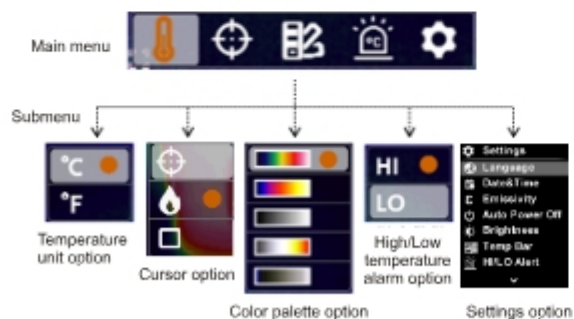 Main menu
°C
Submenu
°C
°F
Temperature
unit option
Cursor option
Color palette option
HI
LO
High/Low
temperature
alarm option
Settings
Language
Date&Time
Emissivity
Auto Power Off
Brightness
Temp Bar
HI/LO Alert
Settings option